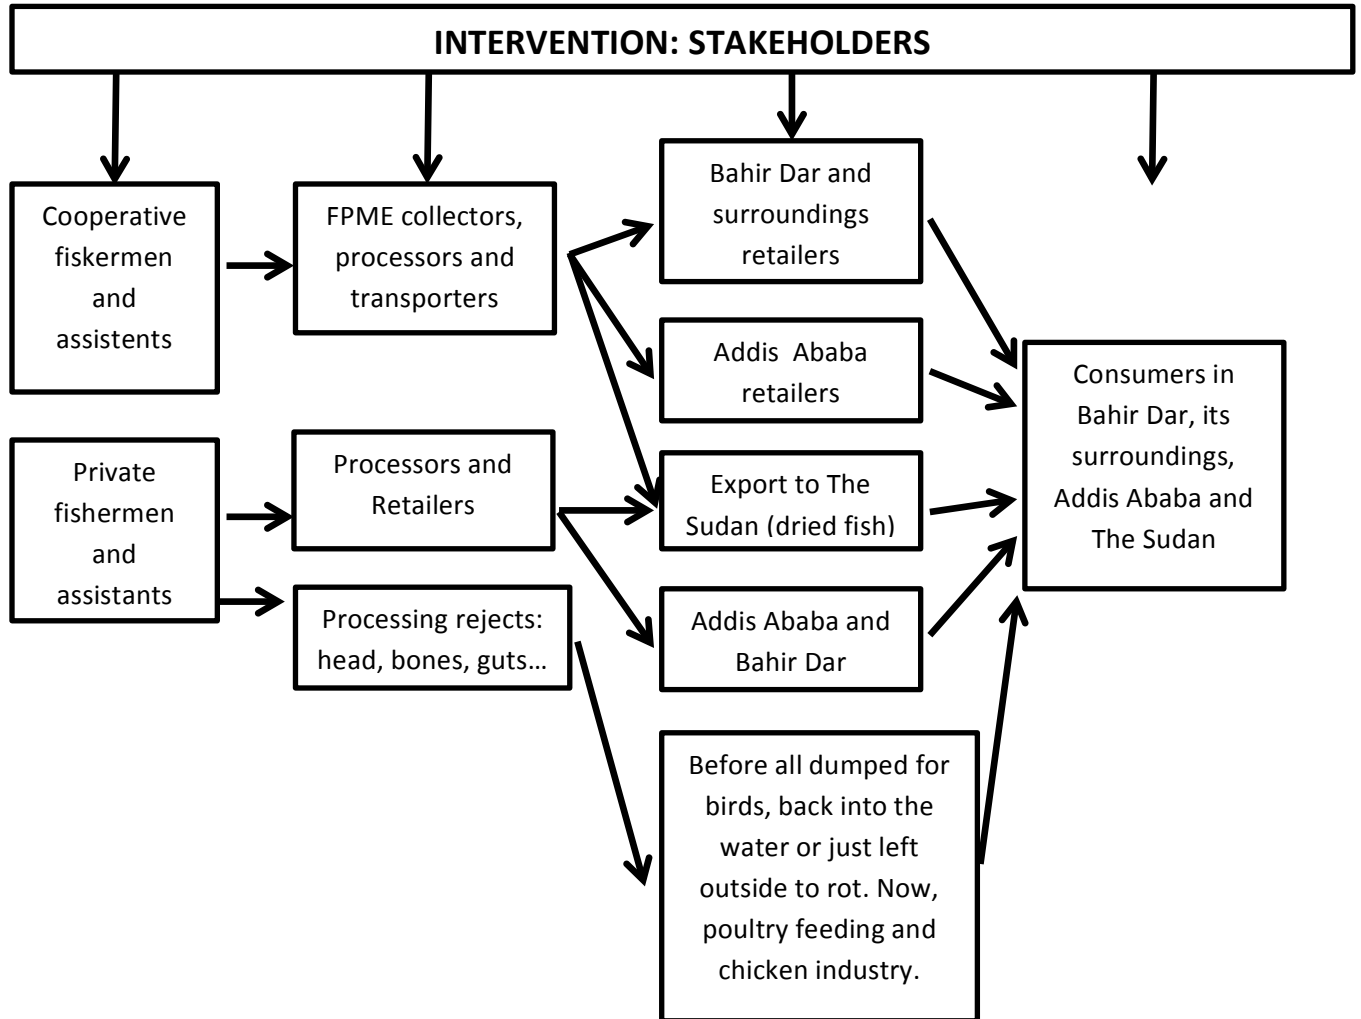 INTERVENTION: STAKEHOLDERS
Cooperative
fiskermen
and
assistents
FPME collectors,
processors and
transporters
Bahir Dar and
surroundings
retailers
Addis Ababa
retailers
Consumers in
Bahir Dar, its
surroundings,
Addis Ababa and
The Sudan
Private
fishermen
and
assistants
Processors and
Retailers
Export to The
Sudan (dried fish)
Processing rejects:
head, bones, guts...
Addis Ababa and
Bahir Dar
Before all dumped for
birds, back into the
water or just left
outside to rot. Now,
poultry feeding and
chicken industry.